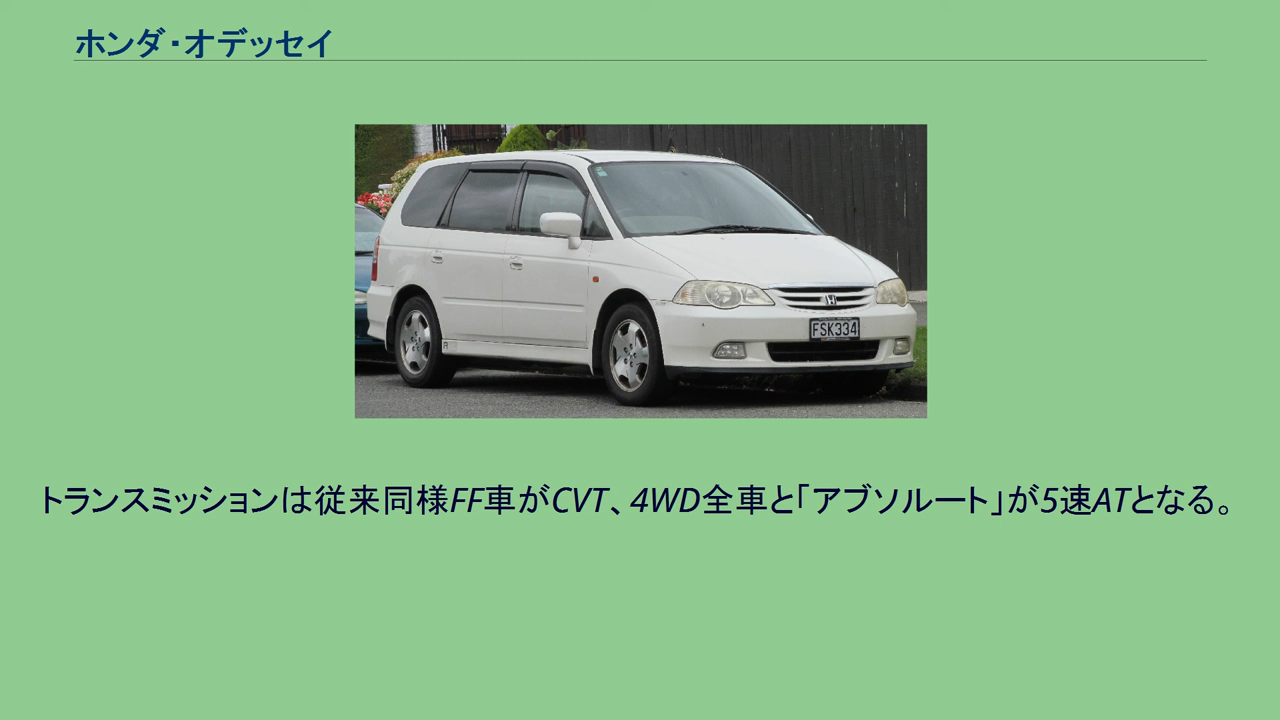 ホンダ・オデッセイ
FSK334
トランスミッションは従来同様FF車がCVT、4WD全車と「アブソルート」が5速ATとなる。